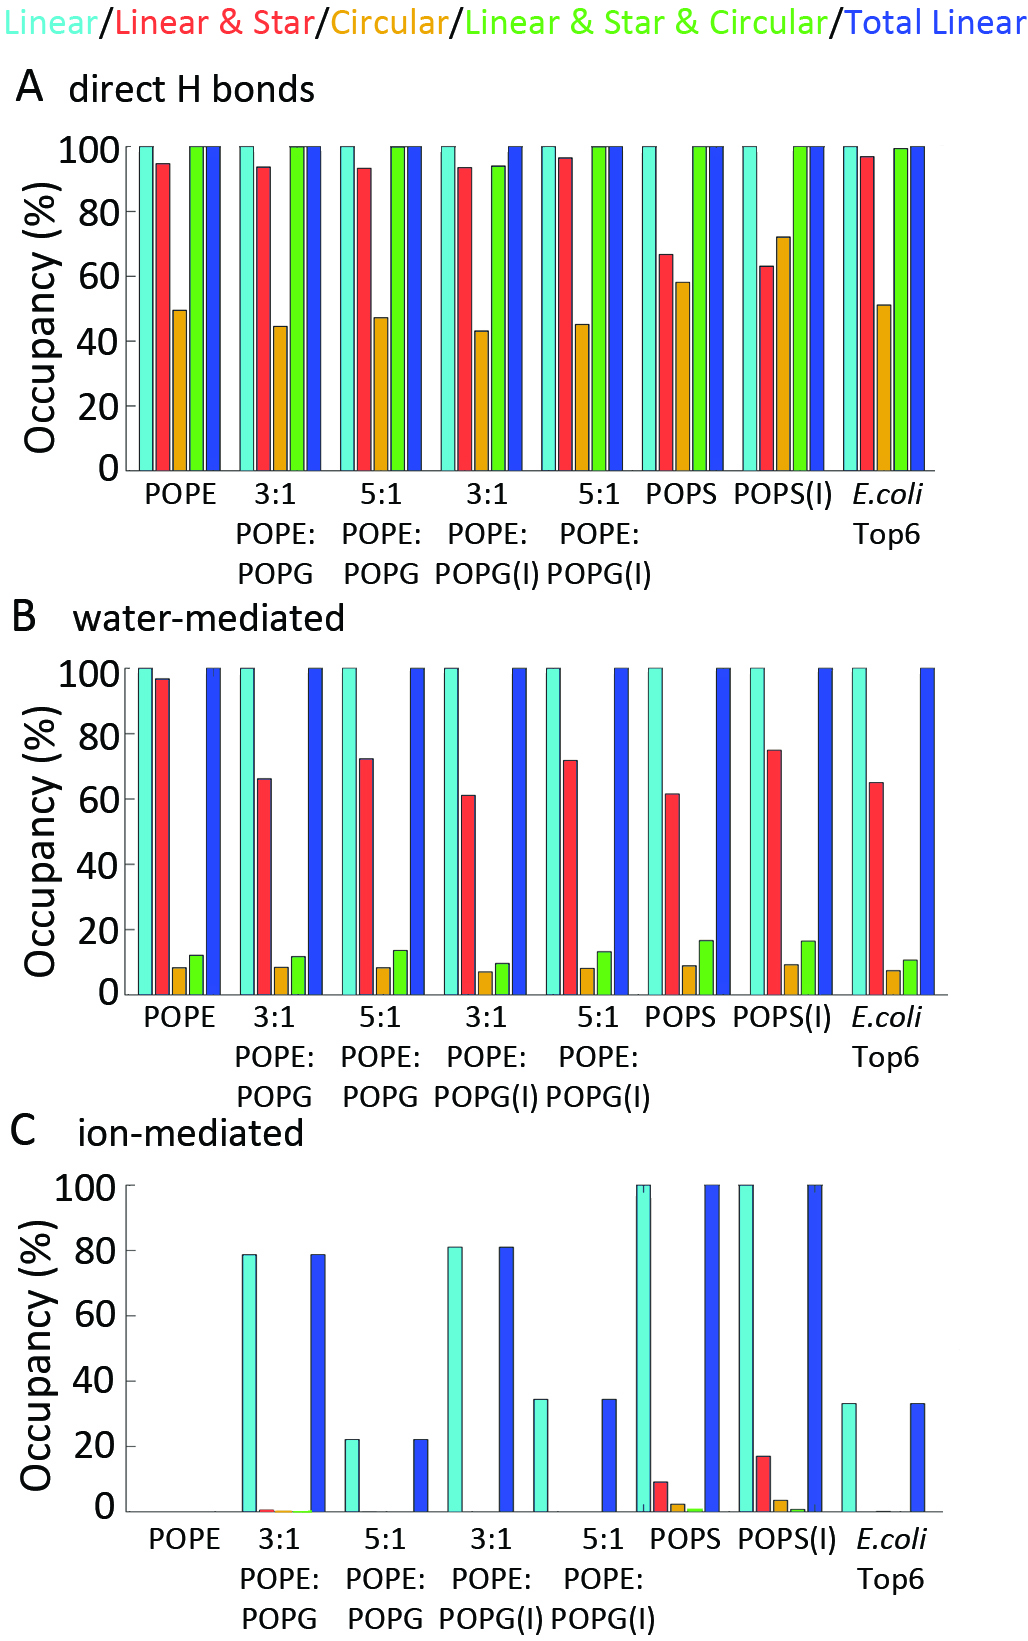 Linear/Linear & Star/Circular/Linear & Star & Circular/Total Linear
A direct H bonds
Occupancy (%)
100
80
60
40
20
0
POPE 3:1 5:1 3:1 5:1 POPS POPS(I) E.coli
POPE: POPE: POPE: POPE: Top6
POPG POPG POPG(I) POPG(I)
B water-mediated
Occupancy (%)
100
80
60
40
20
0
POPE 3:1 5:1 3:1 5:1 POPS POPS(I) E.coli
POPE: POPE: POPE: POPE: Top6
POPG POPG POPG(I) POPG(I)
C ion-mediated
Occupancy (%)
100
80
60
40
20
0
POPE 3:1 5:1 3:1 5:1 POPS POPS(I) E.coli
POPE: POPE: POPE: POPE: Top6
POPG POPG POPG(I) POPG(I)